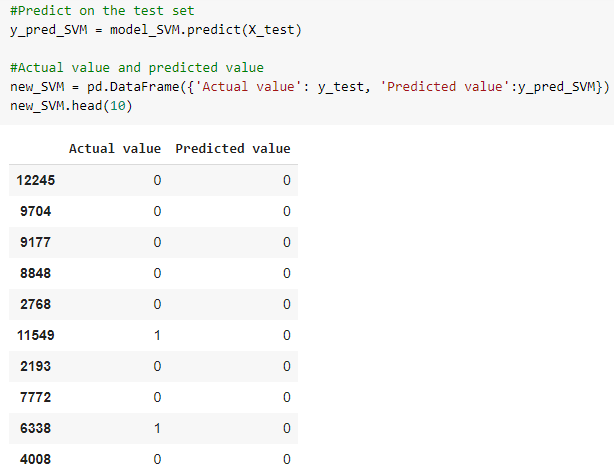 #Predict on the test set
y_pred_SVM = model_SVM.predict(X_test)
#Actual value and predicted value
new_SVM = pd.DataFrame({'Actual value': y_test, 'Predicted value':y_pred_SVM})
new_SVM.head(10)
Actual value Predicted value
12245 0 0
9704 0 0
9177 0 0
8848 0 0
2768 0 0
11549 1 0
2193 0 0
7772 0 0
6338 1 0
4008 0 0